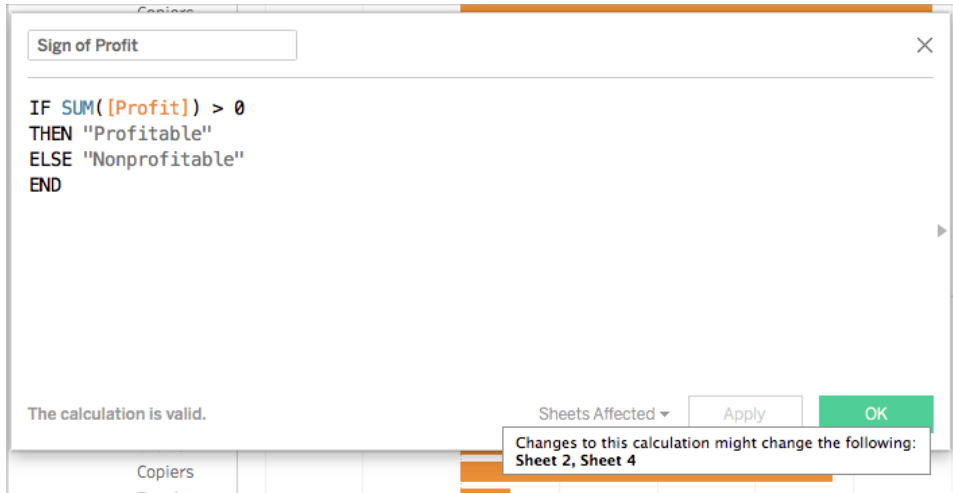 Copiers
Sign of Profit
IF SUM([Profit]) > 0
THEN "Profitable"
ELSE "Nonprofitable"
END
The calculation is valid.
Sheets Affected
Apply
OK
Changes to this calculation might change the following:
Sheet 2, Sheet 4
Copiers